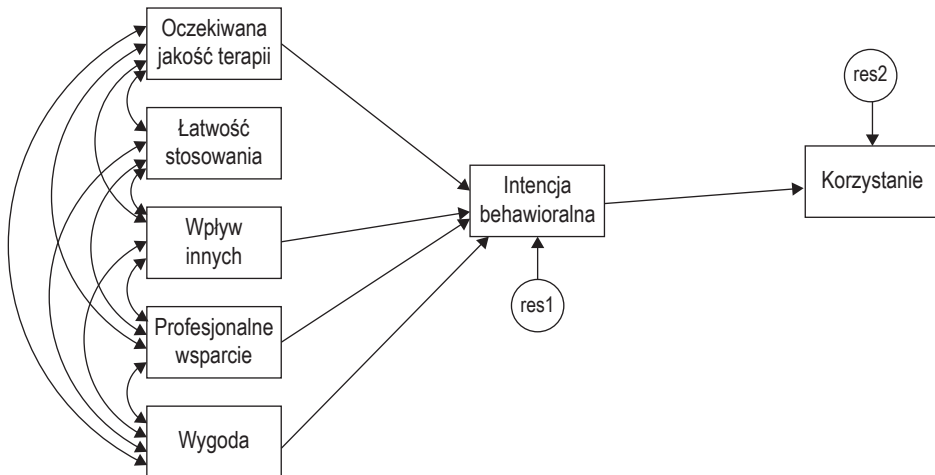 Oczekiwana
jakość terapii
Łatwość
stosowania
Wpływ
innych
Profesjonalne
wsparcie
Wygoda
Intencja
behawioralna
res1
res2
Korzystanie